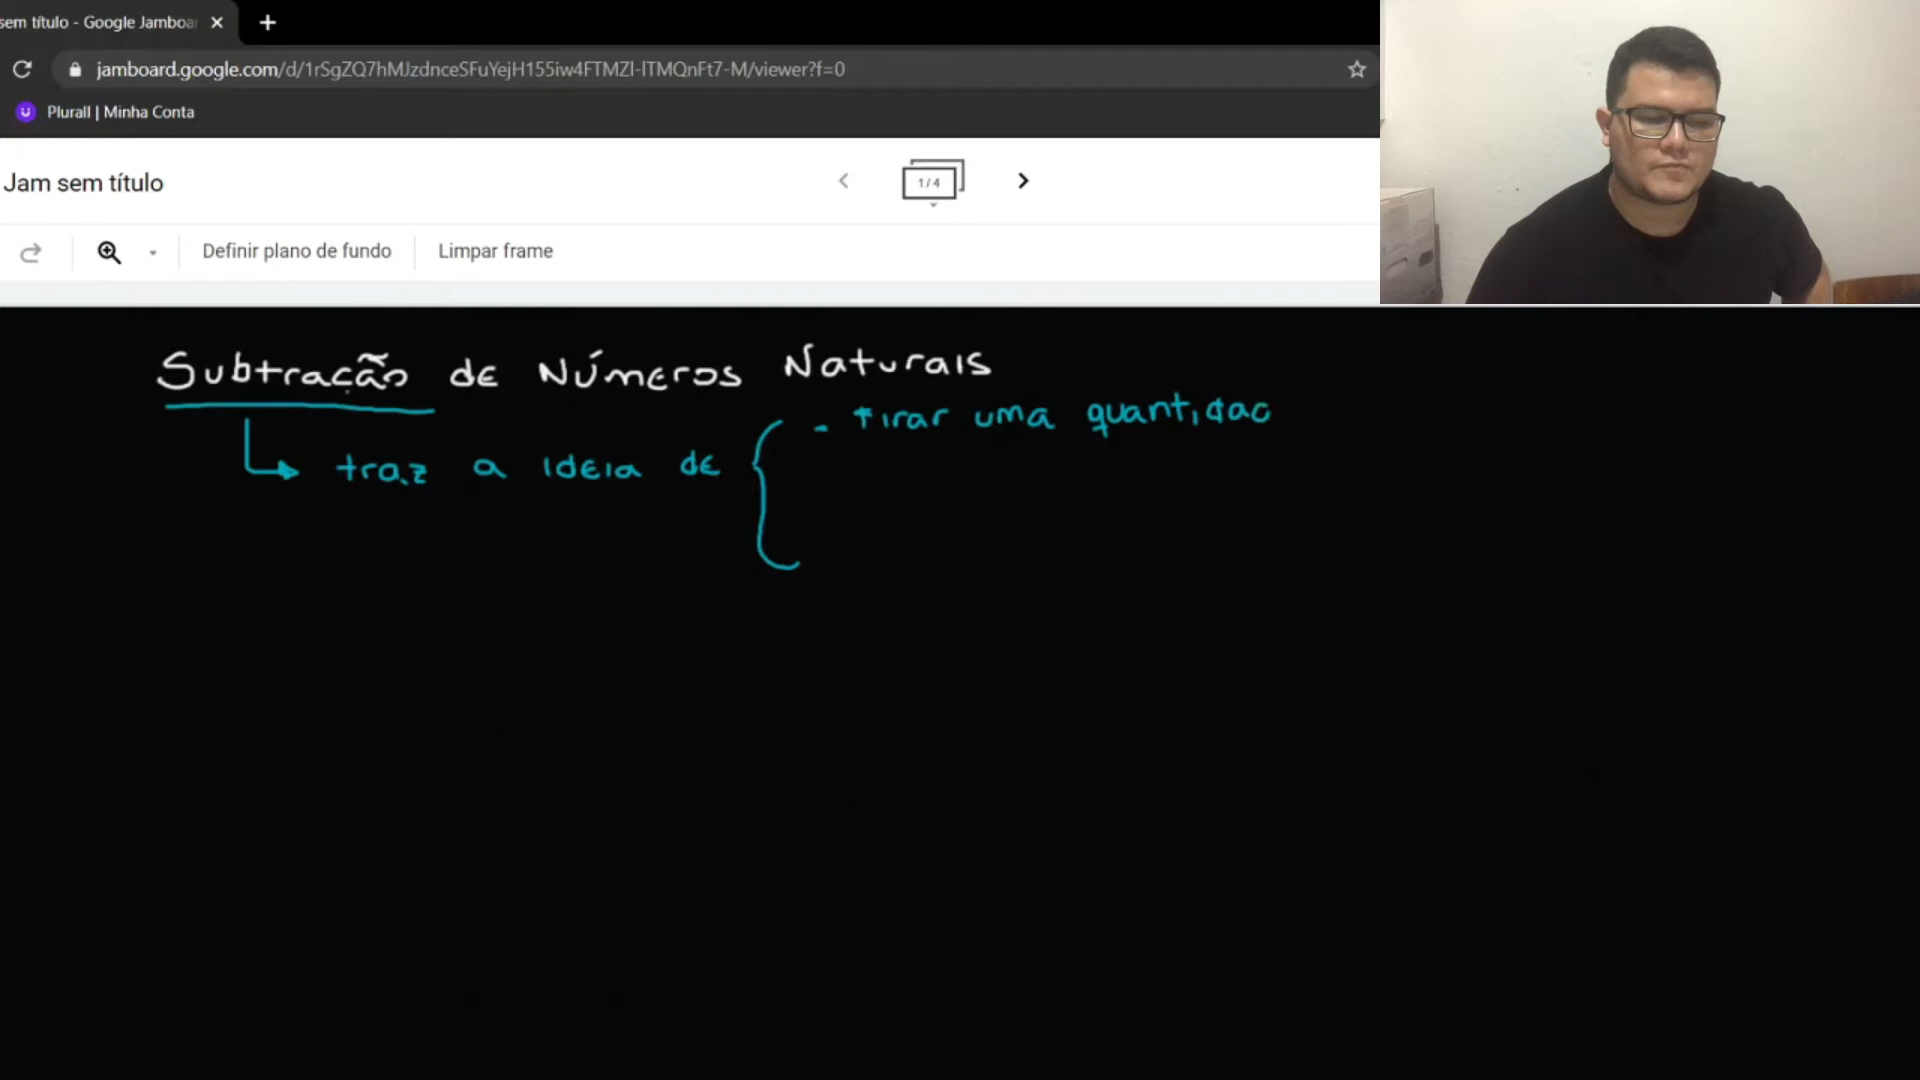 sem título - Google Jamboa
jamboard.google.com/d/1rSgZQ7hMJzdnceSFuYejH155iw4FTMZl-lTMQnFt7-M/viewer?f=0
Plurall | Minha Conta
Jam sem título
1/4
Definir plano de fundo
Limpar frame
Subtração de Números Naturais
- tirar uma quantidad
traz a ideia de